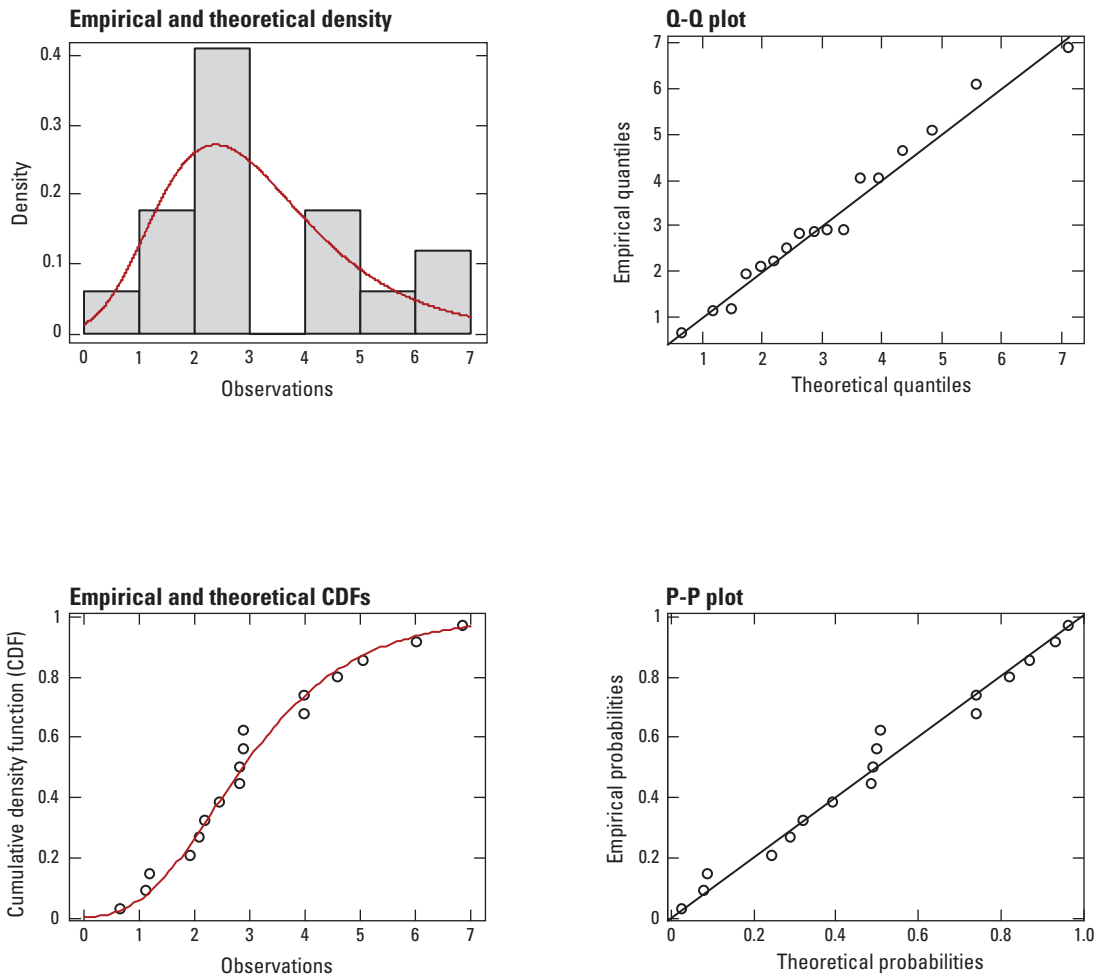 Empirical and theoretical density
0.4
0.3
0.2
0.1
0
Density
0 1 2 3 4 5 6 7
Observations
Q-Q plot
7
6
5
4
3
2
1
Empirical quantiles
1 2 3 4 5 6 7
Theoretical quantiles
Empirical and theoretical CDFs
1
0.8
0.6
0.4
0.2
0
Cumulative density function (CDF)
0 1 2 3 4 5 6 7
Observations
P-P plot
1
0.8
0.6
0.4
0.2
0
Empirical probabilities
0 0.2 0.4 0.6 0.8 1.0
Theoretical probabilities